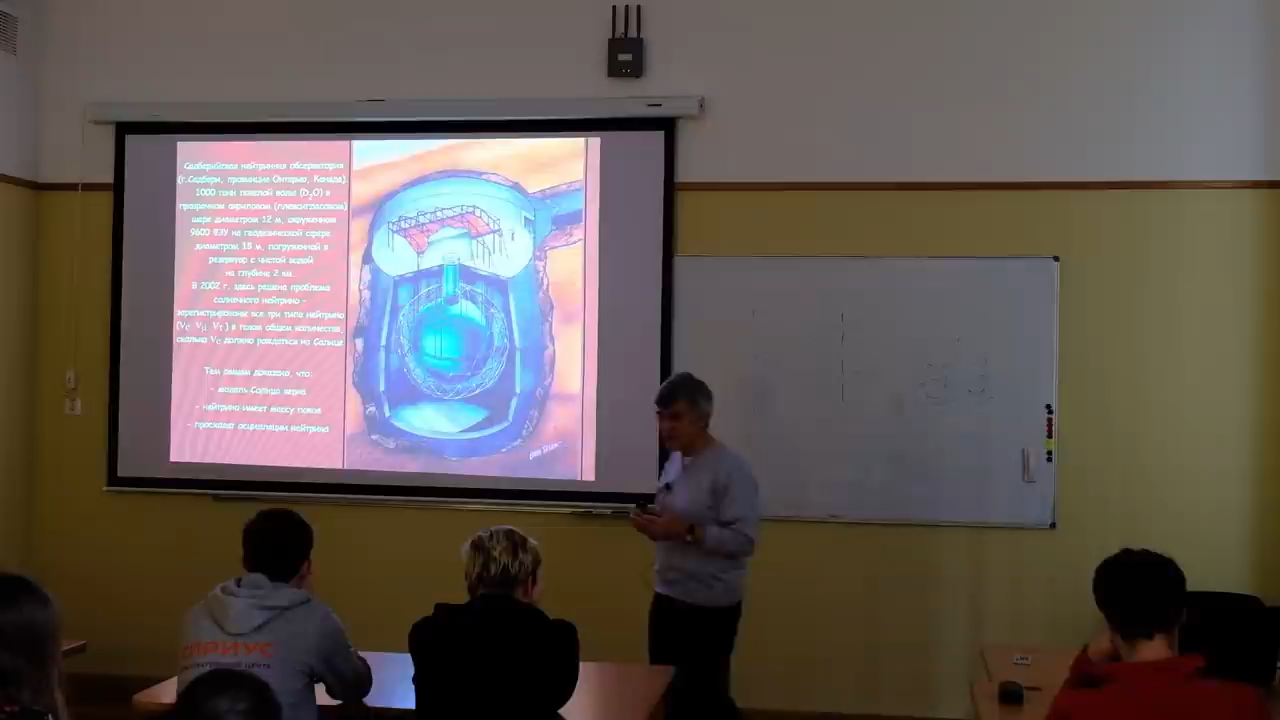 Садберийская нейтринная обсерватория
(г.Садбери, провинция Онтарио, Канада).
1000 тонн тяжелой воды (D₂O) в
прозрачном акриловом (плексигласовом)
шаре диаметром 12 м, окруженном
9600 ФЭУ на геодезической сфере
диаметром 18 м, погруженной в
резервуар с чистой водой
на глубине 2 км.
В 2002 г. здесь решена проблема
солнечного нейтрино –
зарегистрированы все три типа нейтрино
(νe νμ ντ) в таком общем количестве,
сколько νe должно рождаться на Солнце.
Тем самым доказано, что:
- модель Солнца верна
- нейтрино имеет массу покоя
- происходят осцилляции нейтрино
СИРИУС